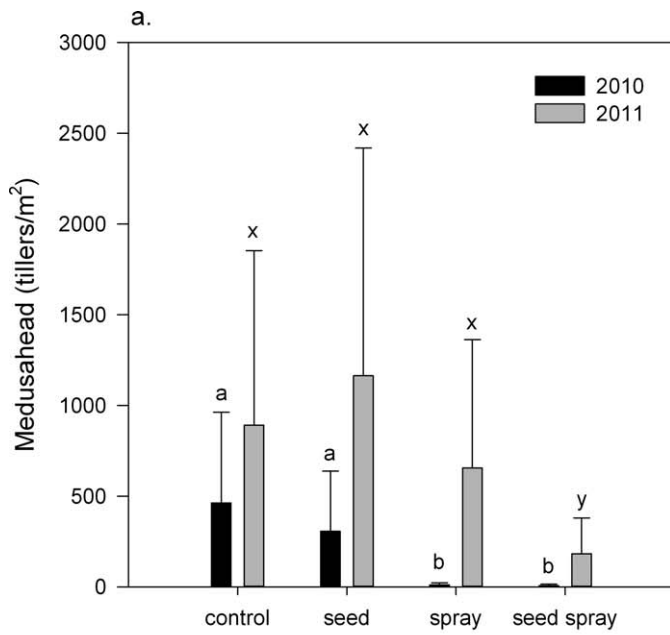 a.
3000
2500
2000
1500
1000
500
0
Medusahead (tillers/m²)
2010
2011
a
x
a
x
b
x
b
y
control
seed
spray
seed spray